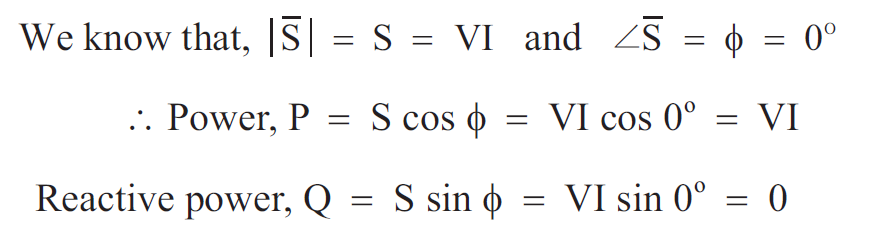 We know that, |S̅| = S = VI and ∠S̅ = ϕ = 0°
∴ Power, P = S cos ϕ = VI cos 0° = VI
Reactive power, Q = S sin ϕ = VI sin 0° = 0